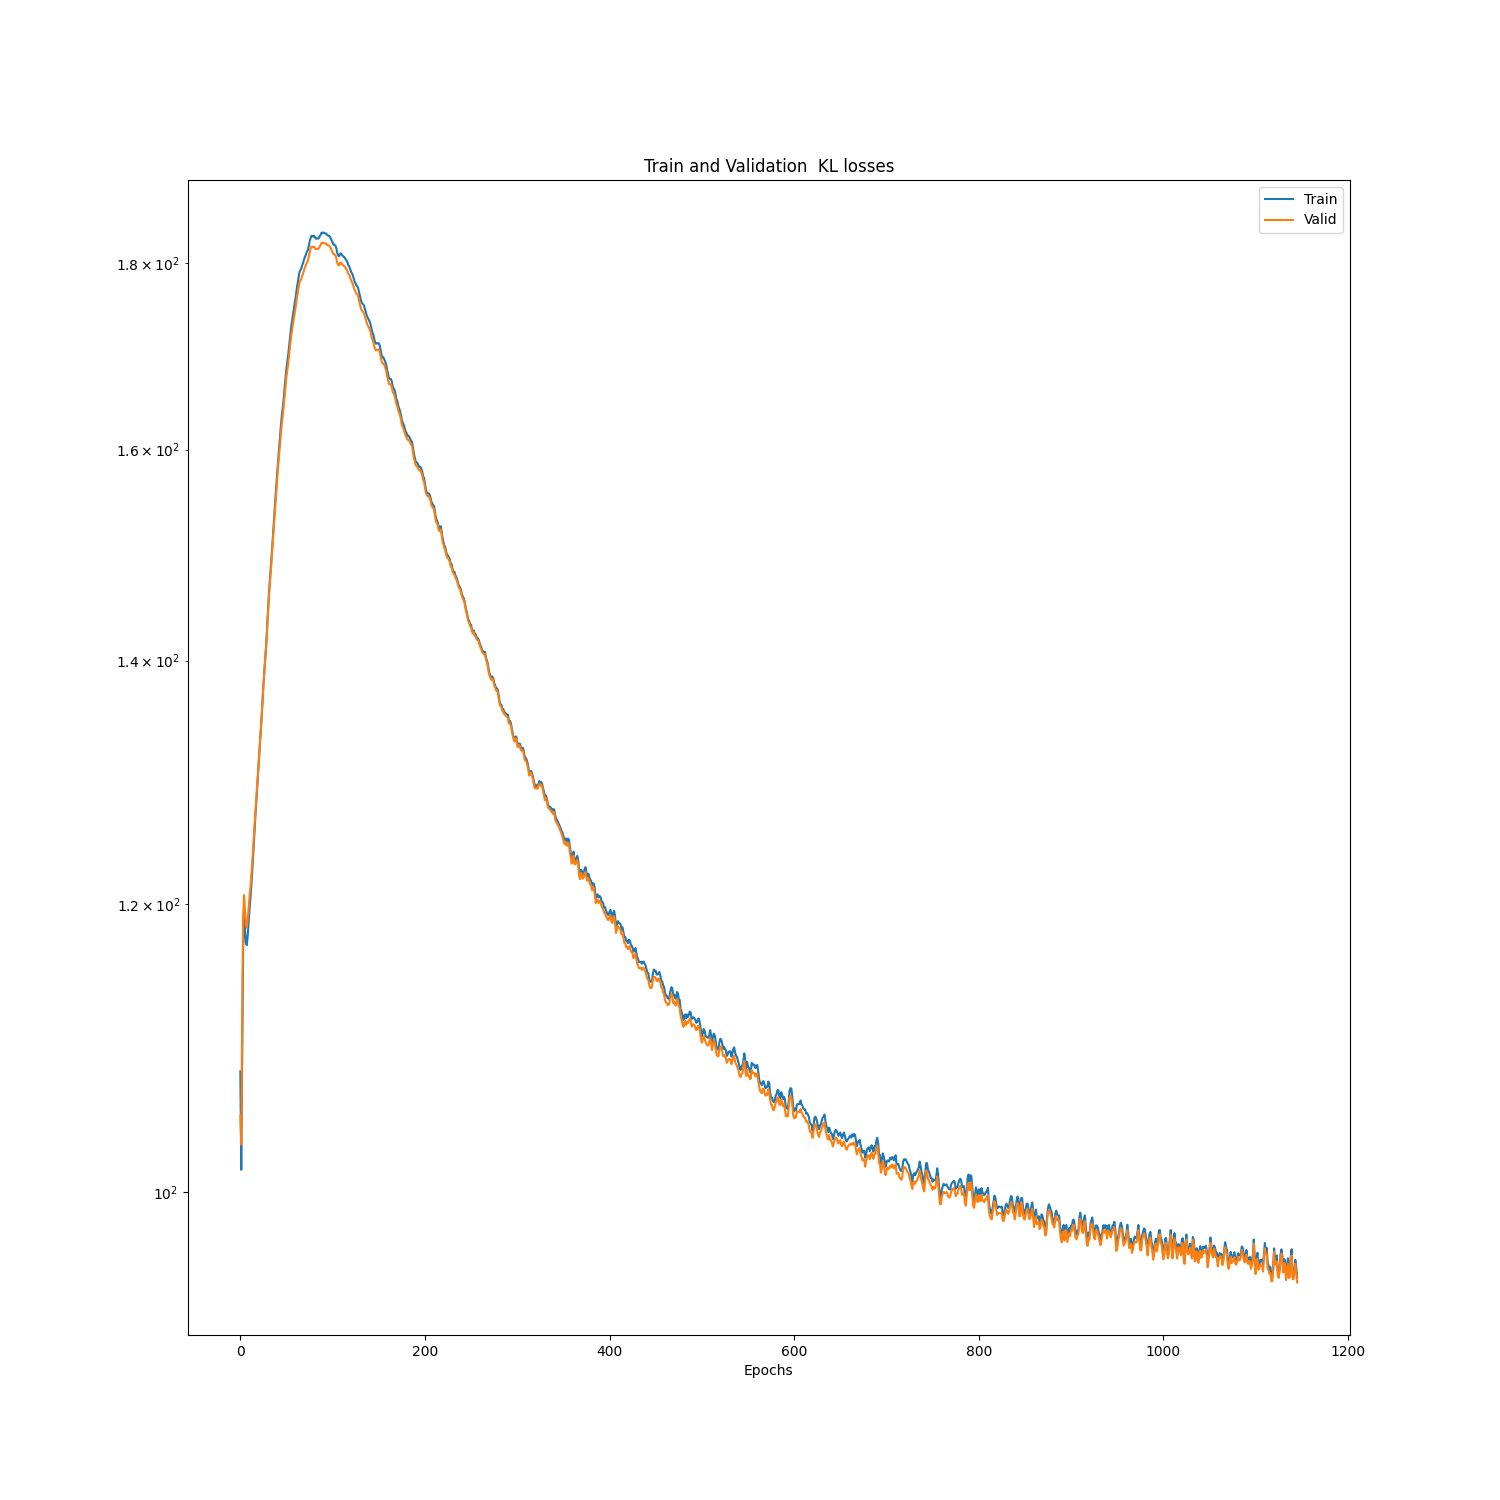 Train and Validation  KL losses
Train
Valid
1.8 × 10²
1.6 × 10²
1.4 × 10²
1.2 × 10²
10²
0 200 400 600 800 1000 1200
Epochs